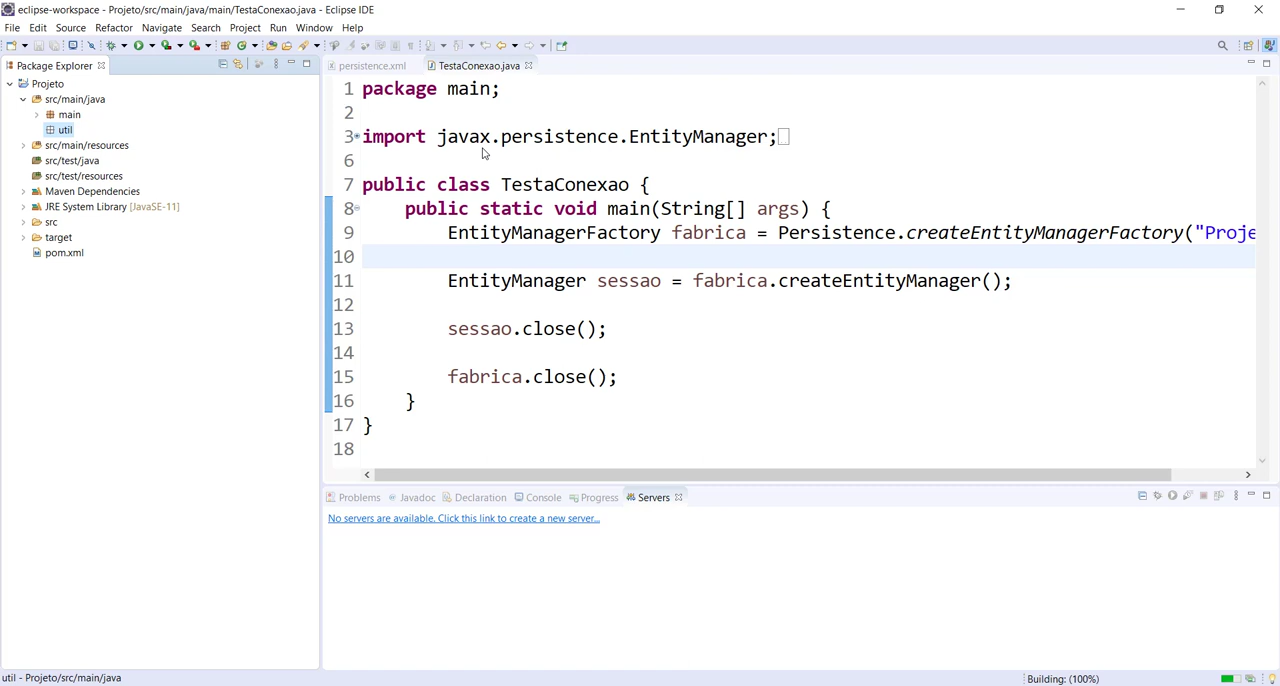 eclipse-workspace - Projeto/src/main/java/main/TestaConexao.java - Eclipse IDE
File Edit Source Refactor Navigate Search Project Run Window Help
Package Explorer
Projeto
src/main/java
main
util
src/main/resources
src/test/java
src/test/resources
Maven Dependencies
JRE System Library [JavaSE-11]
src
target
pom.xml
persistence.xml TestaConexao.java
1 package main;
2
3 import javax.persistence.EntityManager;
6
7 public class TestaConexao {
8 public static void main(String[] args) {
9 EntityManagerFactory fabrica = Persistence.createEntityManagerFactory("Proje
10
11 EntityManager sessao = fabrica.createEntityManager();
12
13 sessao.close();
14
15 fabrica.close();
16 }
17 }
18
Problems Javadoc Declaration Console Progress Servers
No servers are available. Click this link to create a new server...
util - Projeto/src/main/java
Building: (100%)